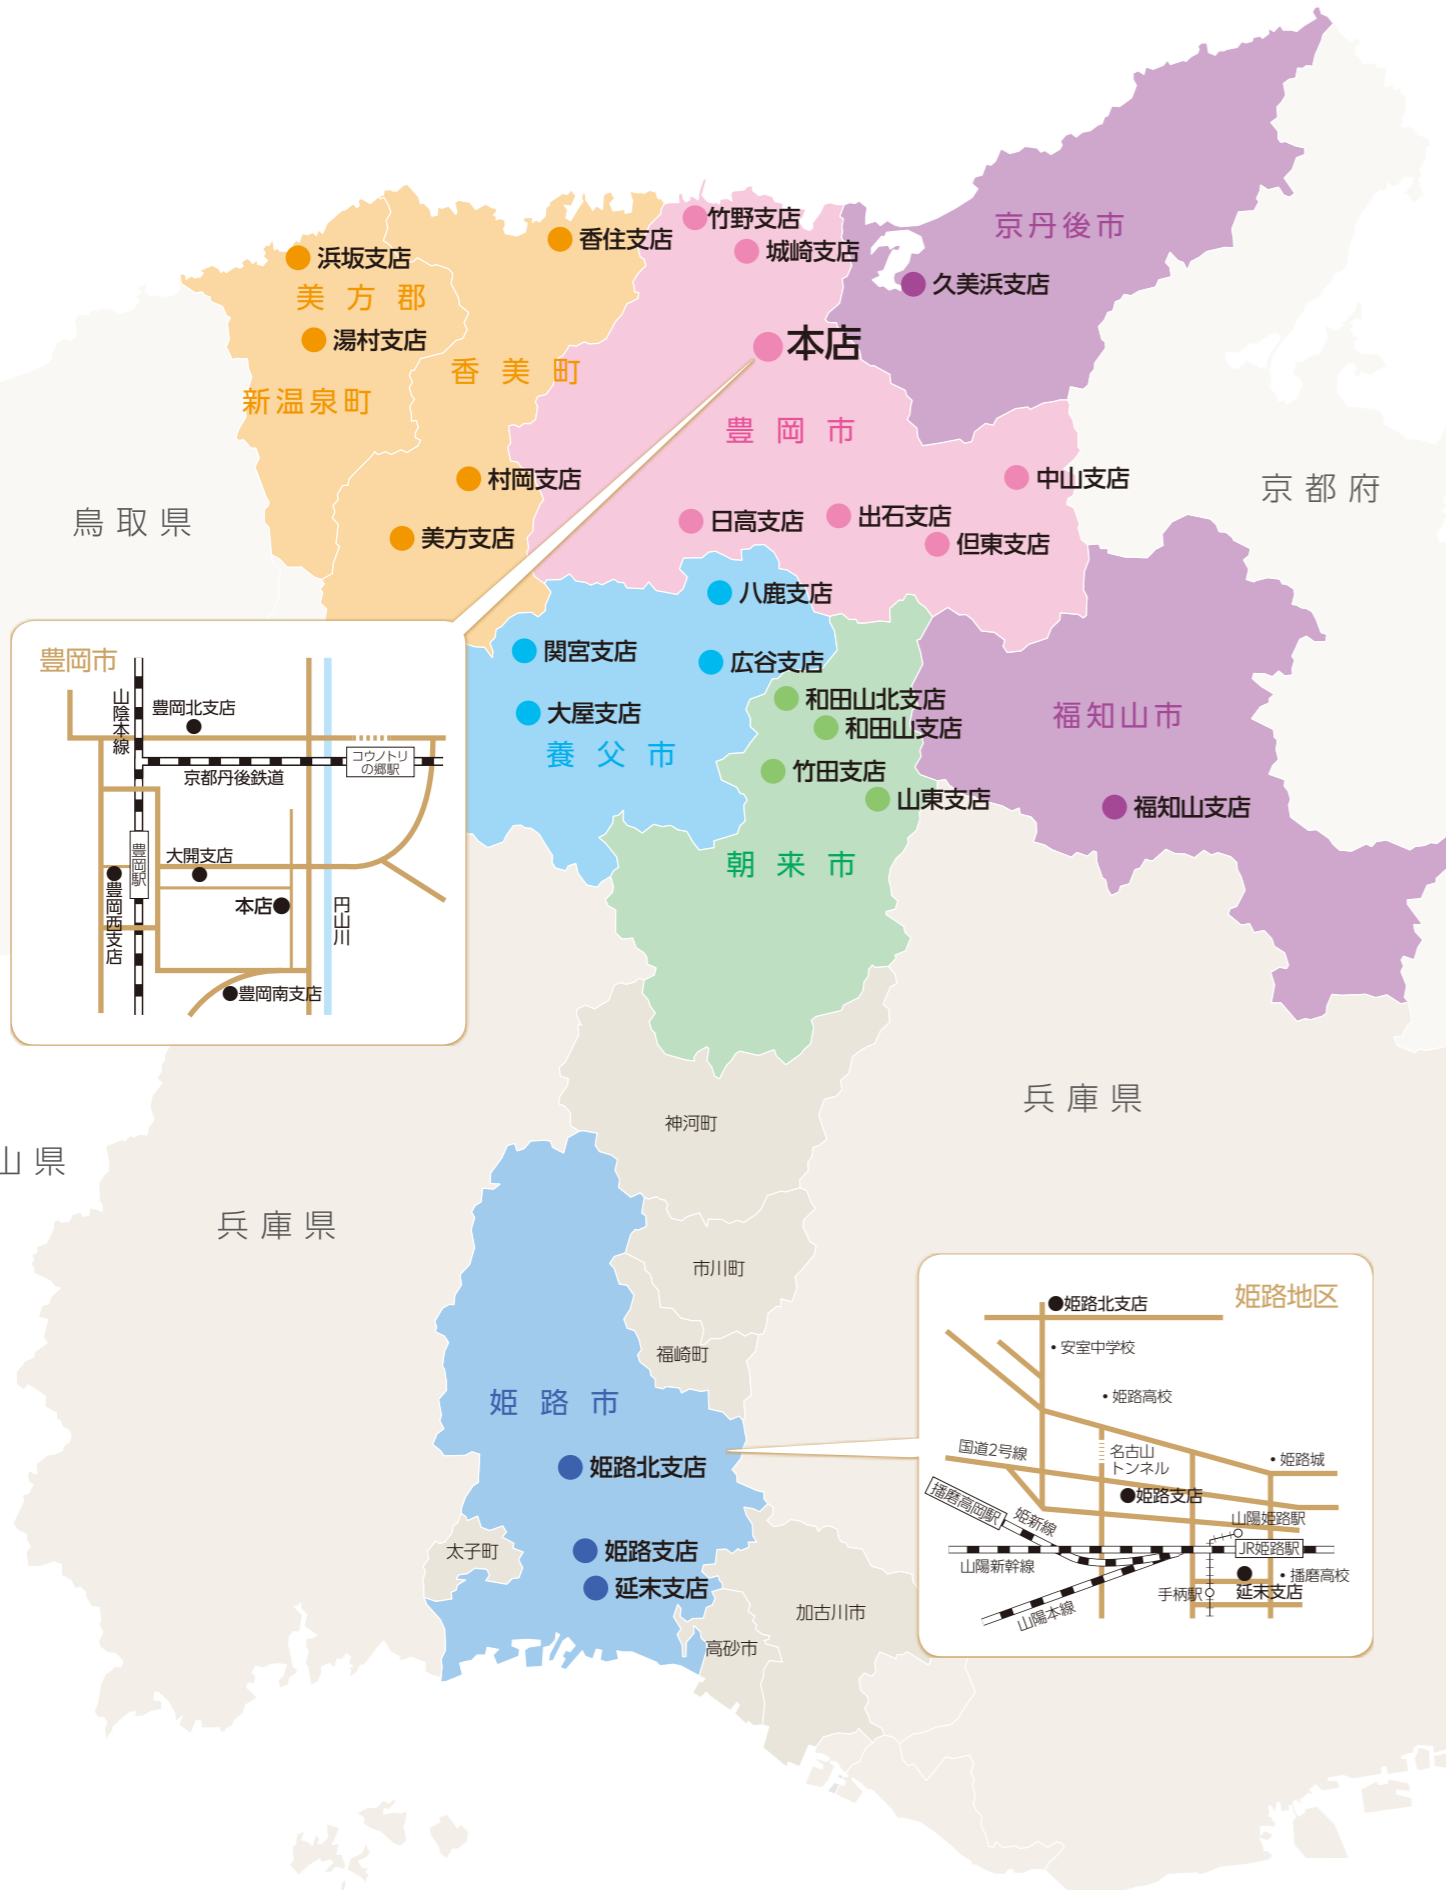 京丹後市
竹野支店
香住支店
城崎支店
浜坂支店
久美浜支店
美方郡
湯村支店
本店
香美町
新温泉町
豊岡市
村岡支店
中山支店
京都府
鳥取県
日高支店
出石支店
美方支店
但東支店
八鹿支店
関宮支店
広谷支店
和田山北支店
大屋支店
和田山支店
福知山市
養父市
竹田支店
山東支店
福知山支店
朝来市
豊岡市
山陰本線
豊岡北支店
コウノトリ
の郷駅
京都丹後鉄道
豊岡駅
大開支店
豊岡西支店
本店
円山川
豊岡南支店
兵庫県
神河町
山県
兵庫県
市川町
福崎町
姫路市
姫路北支店
太子町
姫路支店
延末支店
加古川市
高砂市
姫路地区
姫路北支店
安室中学校
姫路高校
国道2号線
名古山
トンネル
姫路城
播磨高岡駅
姫新線
姫路支店
山陽姫路駅
JR姫路駅
山陽新幹線
播磨高校
手柄駅
延末支店
山陽本線